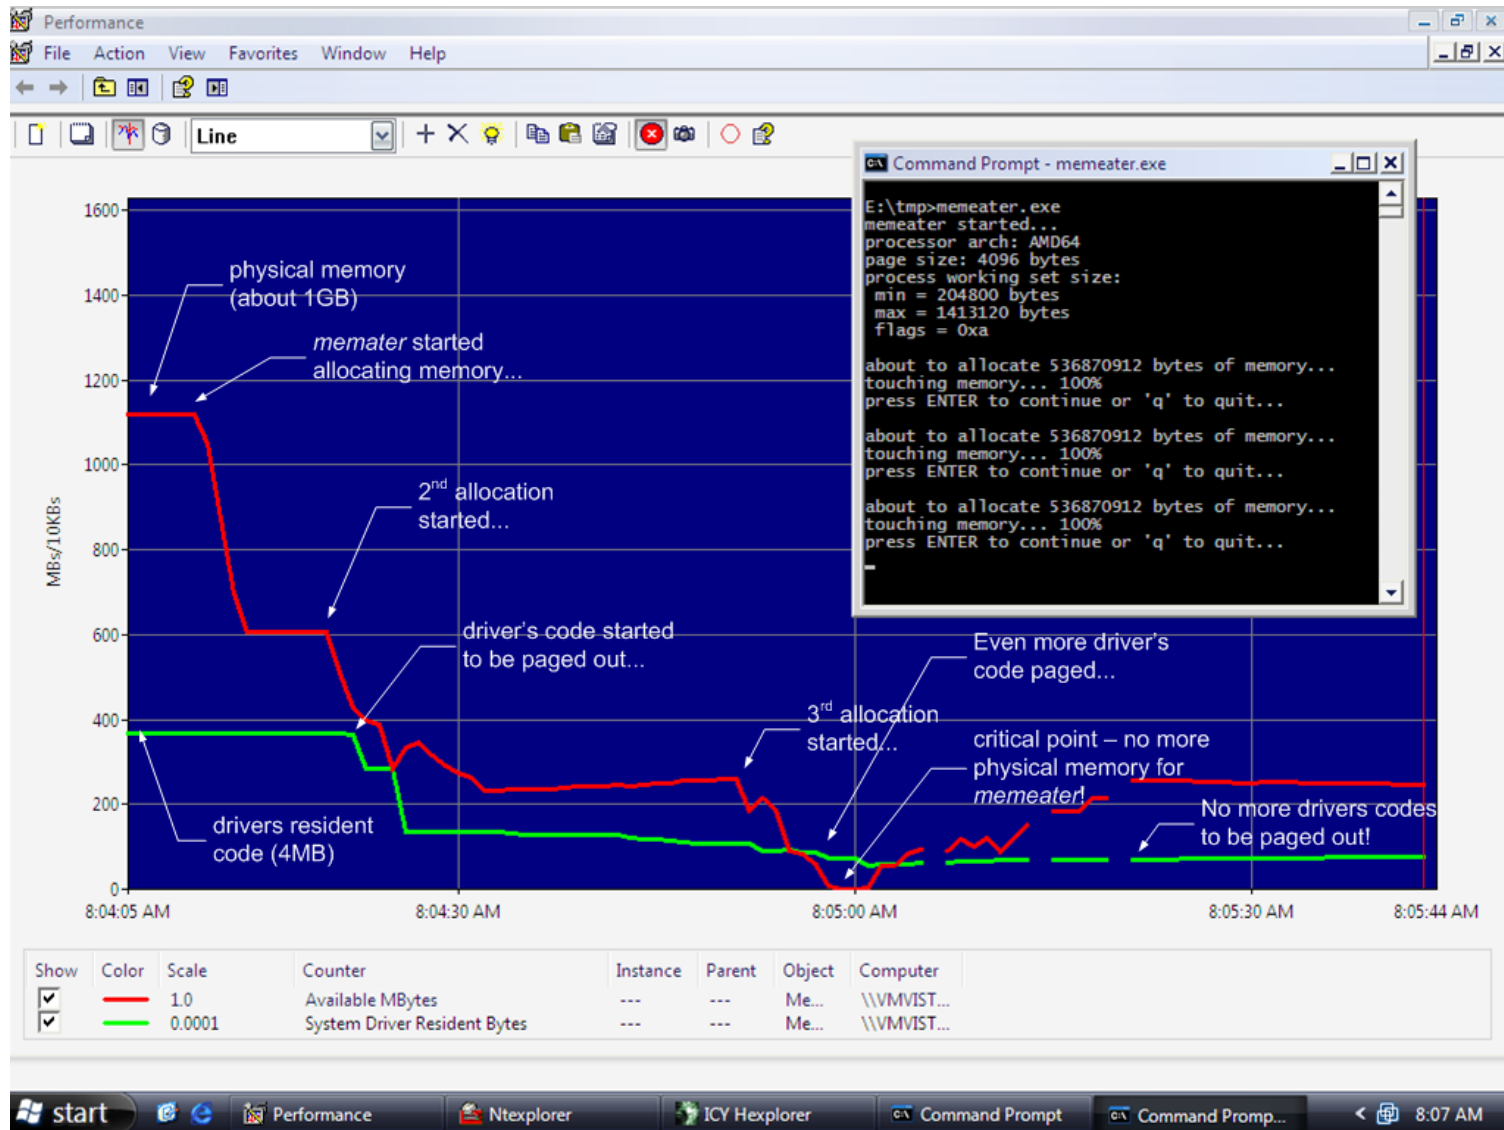 Performance
File Action View Favorites Window Help
Line
Command Prompt - memeater.exe
E:\tmp>memeater.exe
memeater started...
processor arch: AMD64
page size: 4096 bytes
process working set size:
min = 204800 bytes
max = 1413120 bytes
flags = 0xa
about to allocate 536870912 bytes of memory...
touching memory... 100%
press ENTER to continue or 'q' to quit...
about to allocate 536870912 bytes of memory...
touching memory... 100%
press ENTER to continue or 'q' to quit...
about to allocate 536870912 bytes of memory...
touching memory... 100%
press ENTER to continue or 'q' to quit...
MBs/10KBs
1600
1400
1200
1000
800
600
400
200
0
physical memory
(about 1GB)
memater started
allocating memory...
2nd allocation
started...
driver's code started
to be paged out...
Even more driver's
code paged...
3rd allocation
started...
critical point – no more
physical memory for
memeater!
drivers resident
code (4MB)
No more drivers codes
to be paged out!
8:04:05 AM 8:04:30 AM 8:05:00 AM 8:05:30 AM 8:05:44 AM
Show Color Scale Counter Instance Parent Object Computer
1.0 Available MBytes --- --- Me... \\VMVIST...
0.0001 System Driver Resident Bytes --- --- Me... \\VMVIST...
start Performance Ntexplorer ICY Hexplorer Command Prompt Command Promp... 8:07 AM